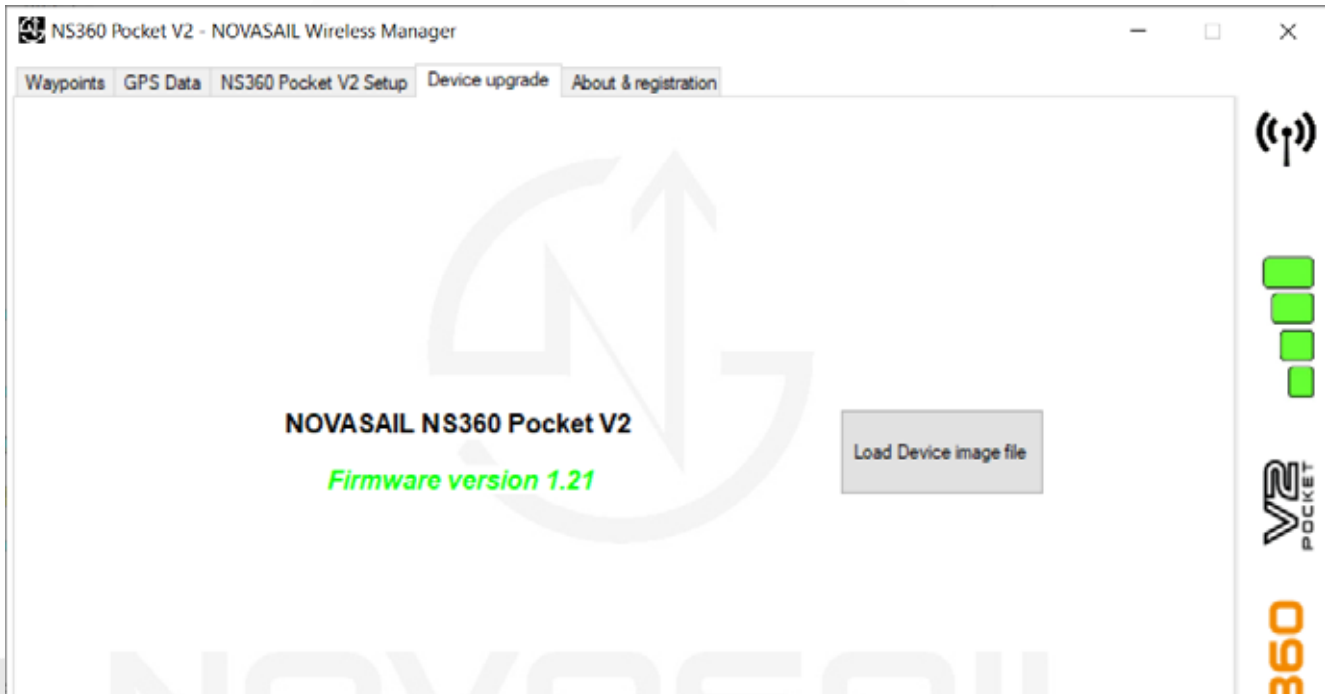 NS360 Pocket V2 - NOVASAIL Wireless Manager
Waypoints GPS Data NS360 Pocket V2 Setup Device upgrade About & registration
NOVASAIL NS360 Pocket V2
Firmware version 1.21
Load Device image file
V2
POCKET
360
NOVASAIL